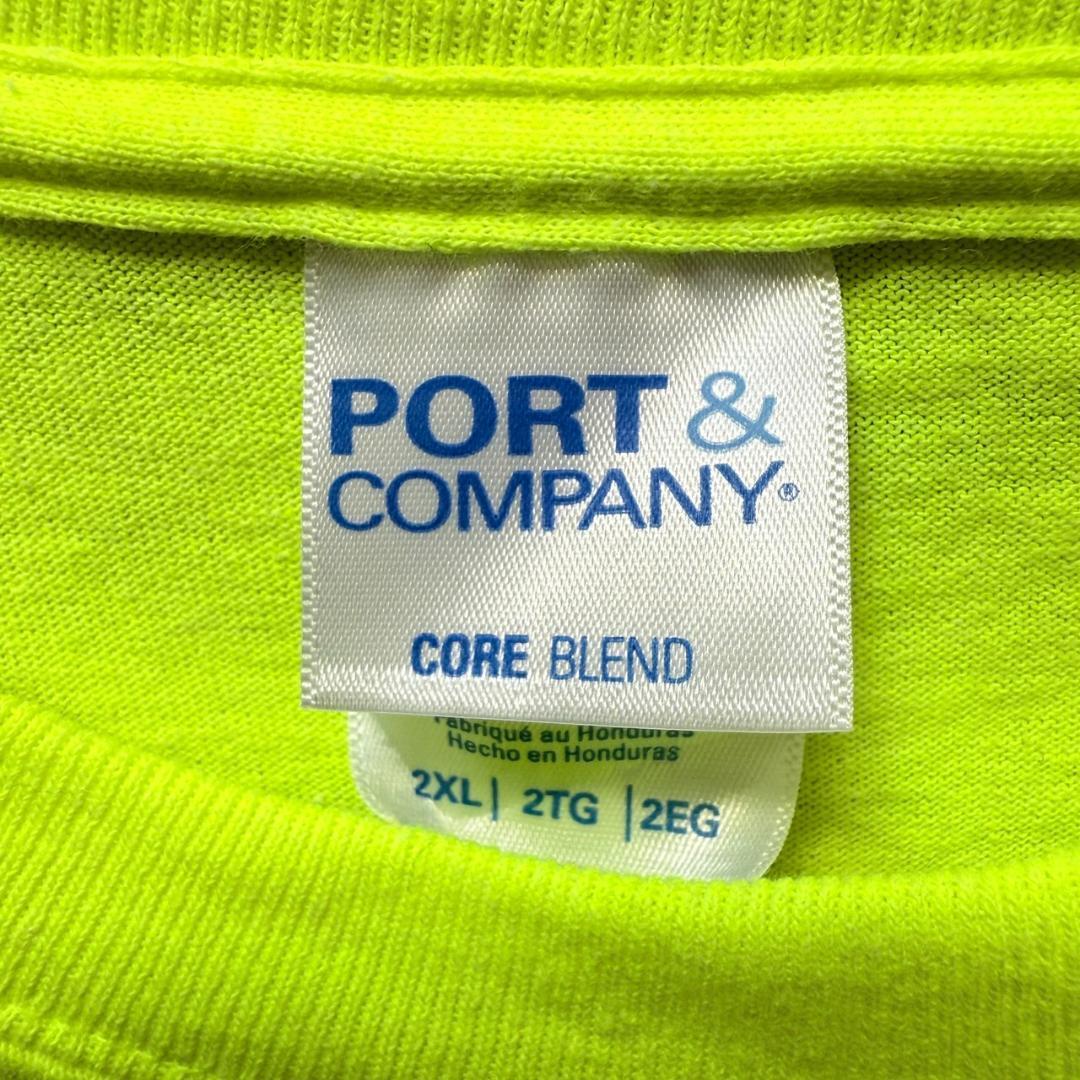 PORT &
COMPANY®
CORE BLEND
Fabriqué au Honduras
Hecho en Honduras
2XL | 2TG | 2EG